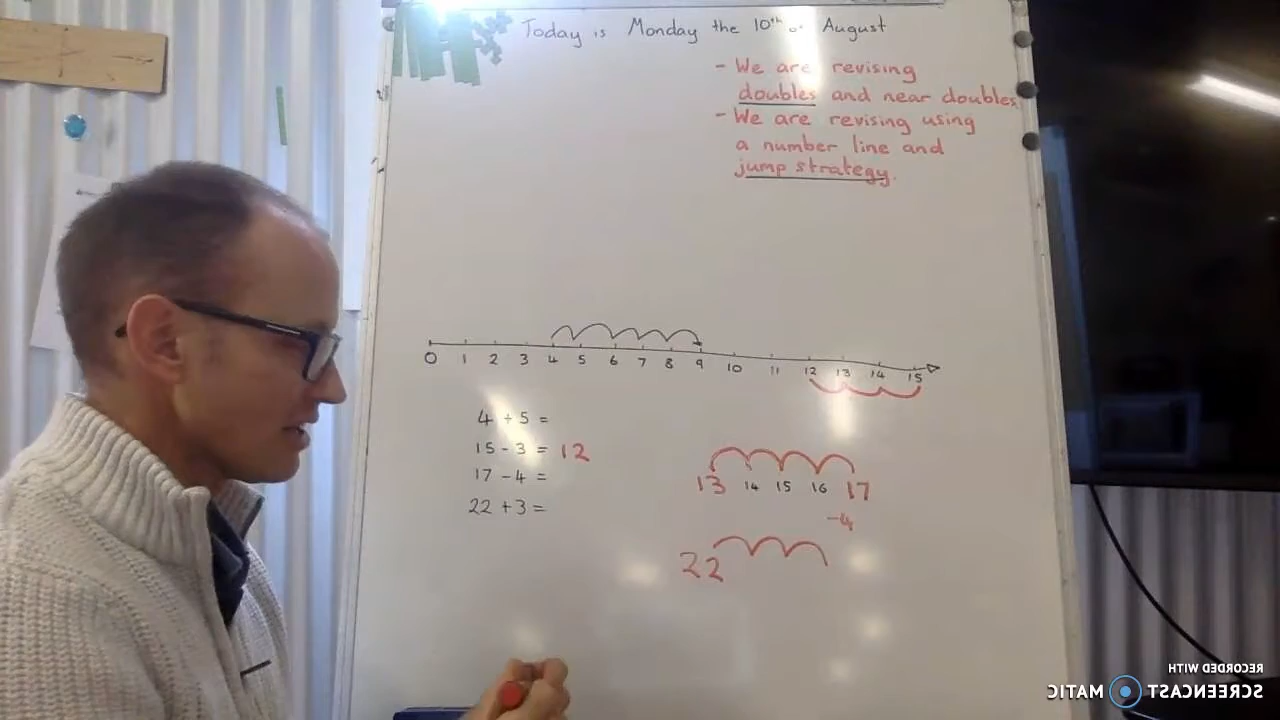 Today is Monday the 10th of August
- We are revising
doubles and near doubles
- We are revising using
a number line and
jump strategy.
0 1 2 3 4 5 6 7 8 9 10 11 12 13 14 15
4 + 5 =
15 - 3 = 12
17 - 4 =
22 + 3 =
13 14 15 16 17
-4
22
RECORDED WITH
SCREENCAST MATIC